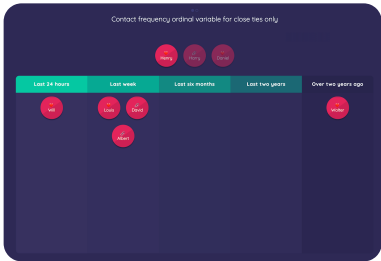 Contact frequency ordinal variable for close ties only
Henry Harry Daniel
Last 24 hours Last week Last six months Last two years Over two years ago
Will Louis David Walter
Albert